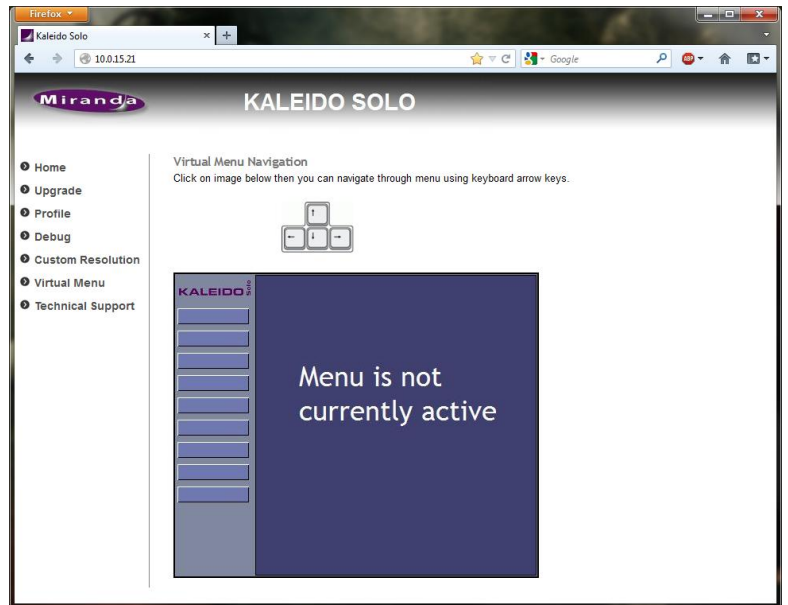 Firefox
Kaleido Solo
10.0.15.21
Google
ABP
Miranda
KALEIDO SOLO
Home
Upgrade
Profile
Debug
Custom Resolution
Virtual Menu
Technical Support
Virtual Menu Navigation
Click on image below then you can navigate through menu using keyboard arrow keys.
KALEIDO Solo
Menu is not
currently active